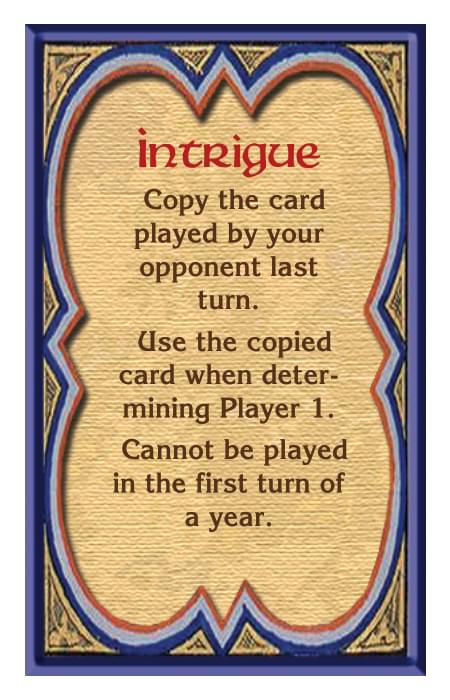 Intrigue
Copy the card
played by your
opponent last
turn.
Use the copied
card when deter-
mining Player 1.
Cannot be played
in the first turn of
a year.